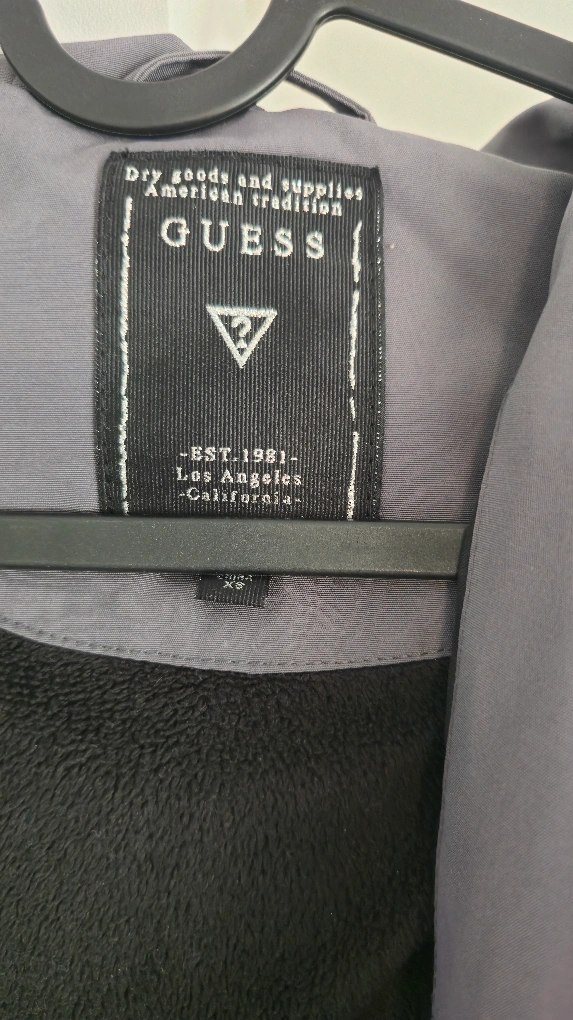 Dry goods and supplies
American tradition
GUESS
?
-EST.1981-
Los Angeles
-California-
XS